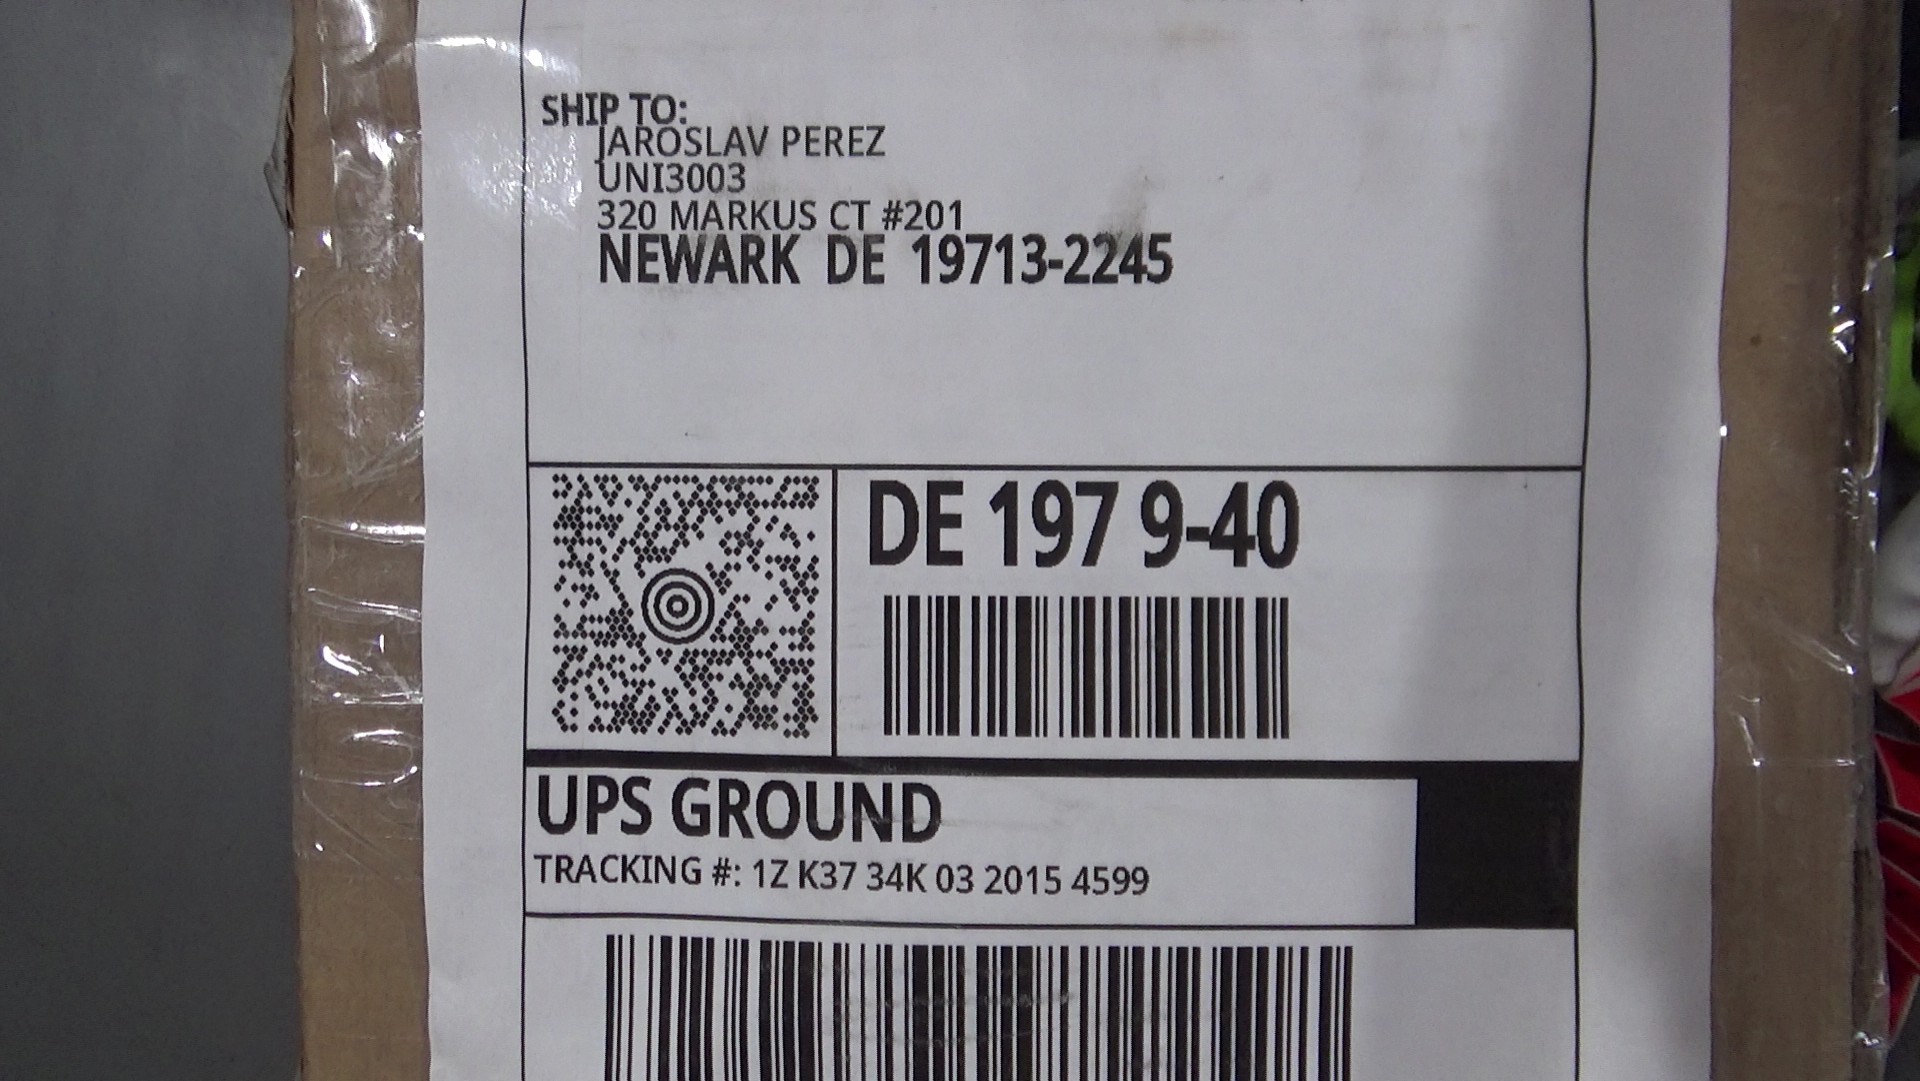 SHIP TO:
JAROSLAV PEREZ
UNI3003
320 MARKUS CT #201
NEWARK DE 19713-2245
DE 197 9-40
UPS GROUND
TRACKING #: 1Z K37 34K 03 2015 4599